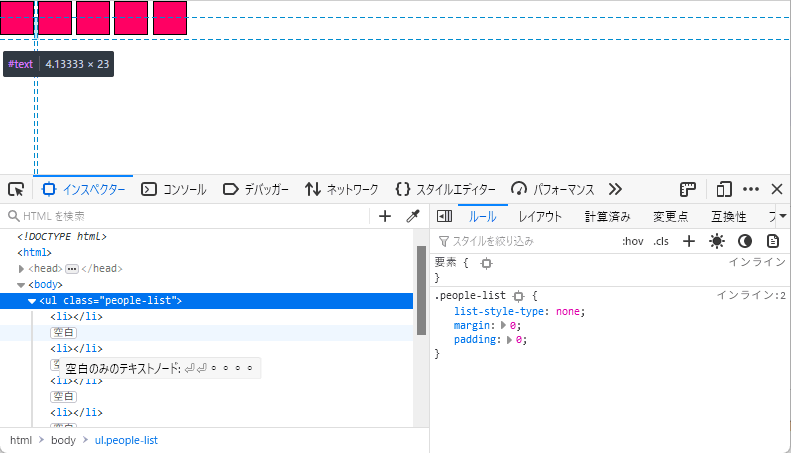 #text 4.13333 × 23
インスペクター コンソール デバッガー ネットワーク スタイルエディター パフォーマンス
HTML を検索
<!DOCTYPE html>
<html>
<head> ••• </head>
<body>
<ul class="people-list">
<li></li>
空白
<li></li>
空白のみのテキストノード: ⏎⏎◦◦◦◦
<li></li>
空白
<li></li>
空白
html > body > ul.people-list
ルール レイアウト 計算済み 変更点 互換性
スタイルを絞り込み :hov .cls
要素 { インライン
}
.people-list { インライン:2
list-style-type: none;
margin: 0;
padding: 0;
}